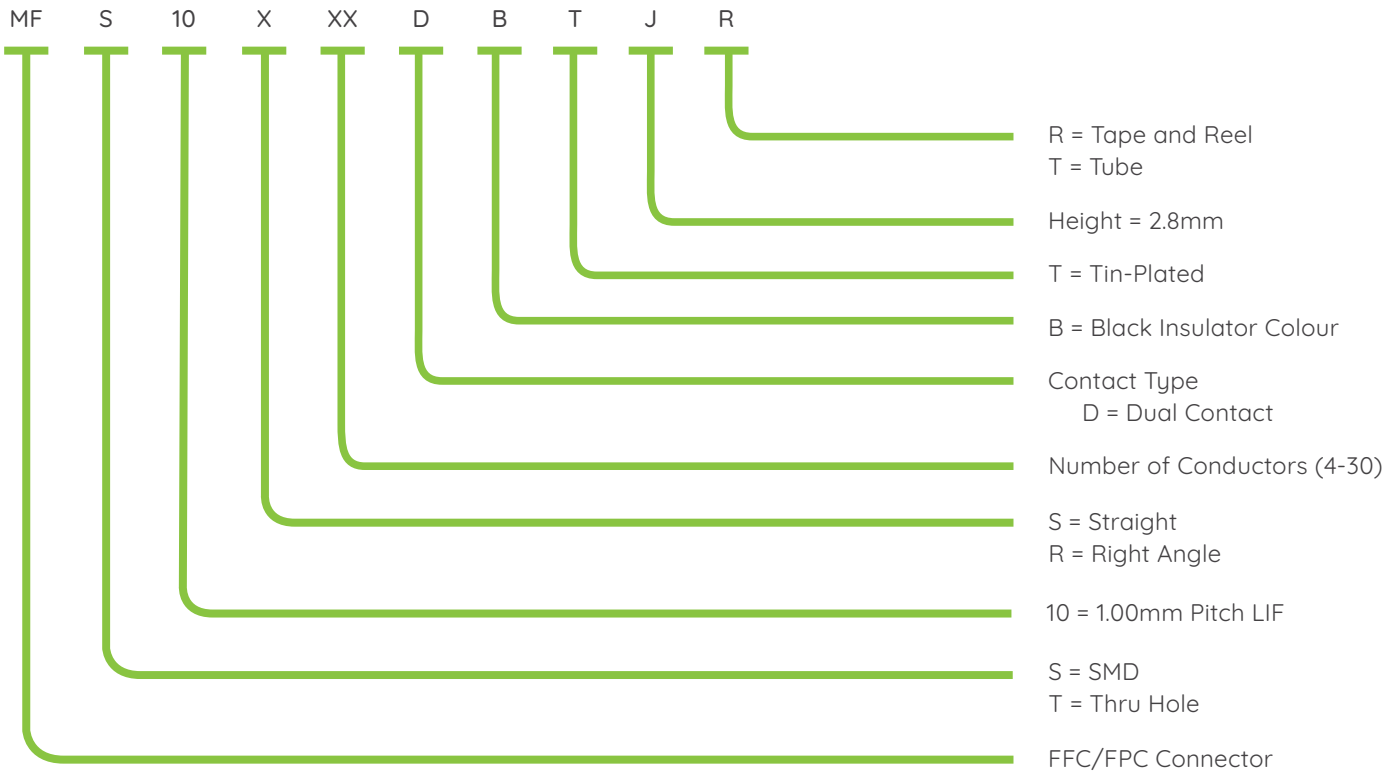 MF S 10 X XX D B T J R
R = Tape and Reel
T = Tube
Height = 2.8mm
T = Tin-Plated
B = Black Insulator Colour
Contact Type
D = Dual Contact
Number of Conductors (4-30)
S = Straight
R = Right Angle
10 = 1.00mm Pitch LIF
S = SMD
T = Thru Hole
FFC/FPC Connector